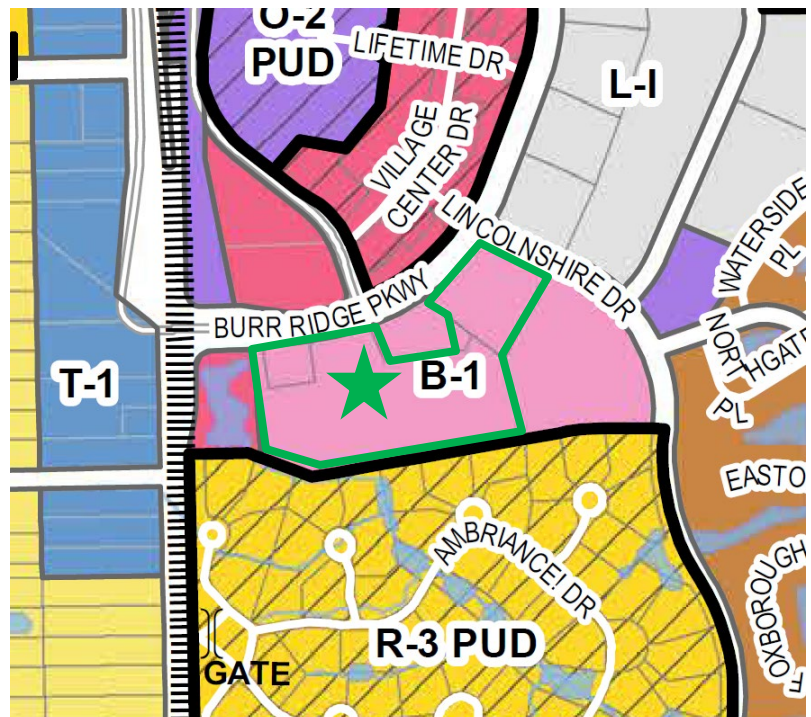 O-2
PUD
LIFETIME DR
L-I
VILLAGE
CENTER DR
LINCOLNSHIRE DR
WATERSIDE
PL
BURR RIDGE PKWY
NORT
HGATE
PL
T-1
B-1
EASTO
AMBRIANCE! DR
OXBOROUGH
R-3 PUD
GATE